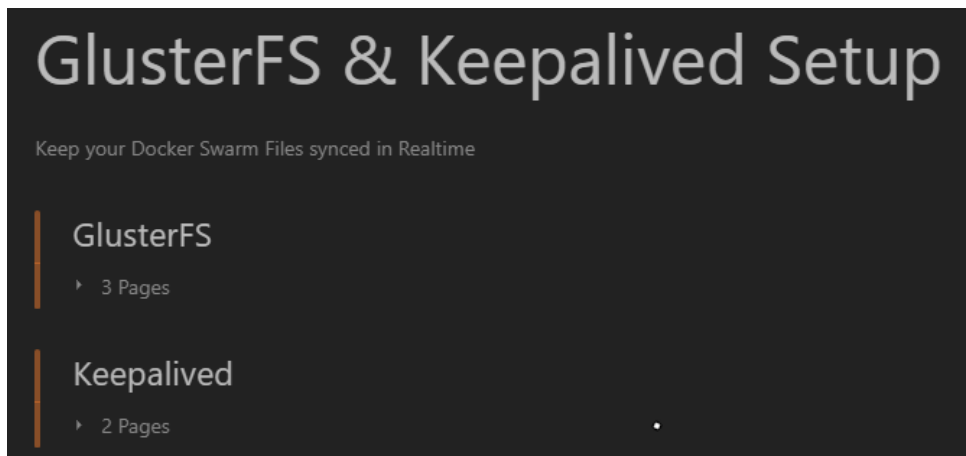 GlusterFS & Keepalived Setup
Keep your Docker Swarm Files synced in Realtime
GlusterFS
3 Pages
Keepalived
2 Pages